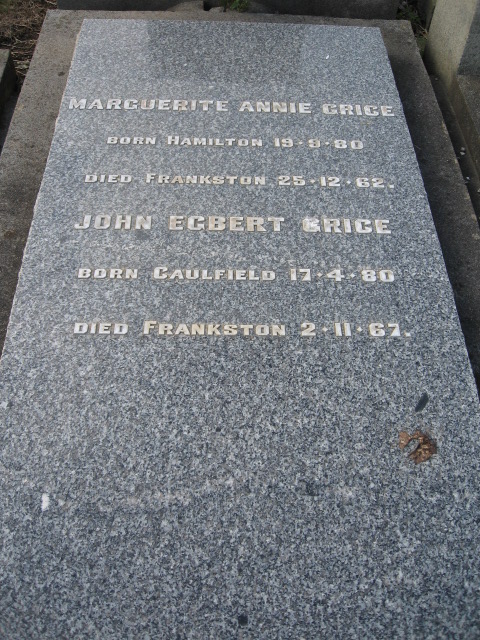 MARGUERITE ANNIE GRICE
BORN HAMILTON 19·9·80
DIED FRANKSTON 25·12·62.
JOHN EGBERT GRICE
BORN CAULFIELD 17·4·80
DIED FRANKSTON 2·11·67.